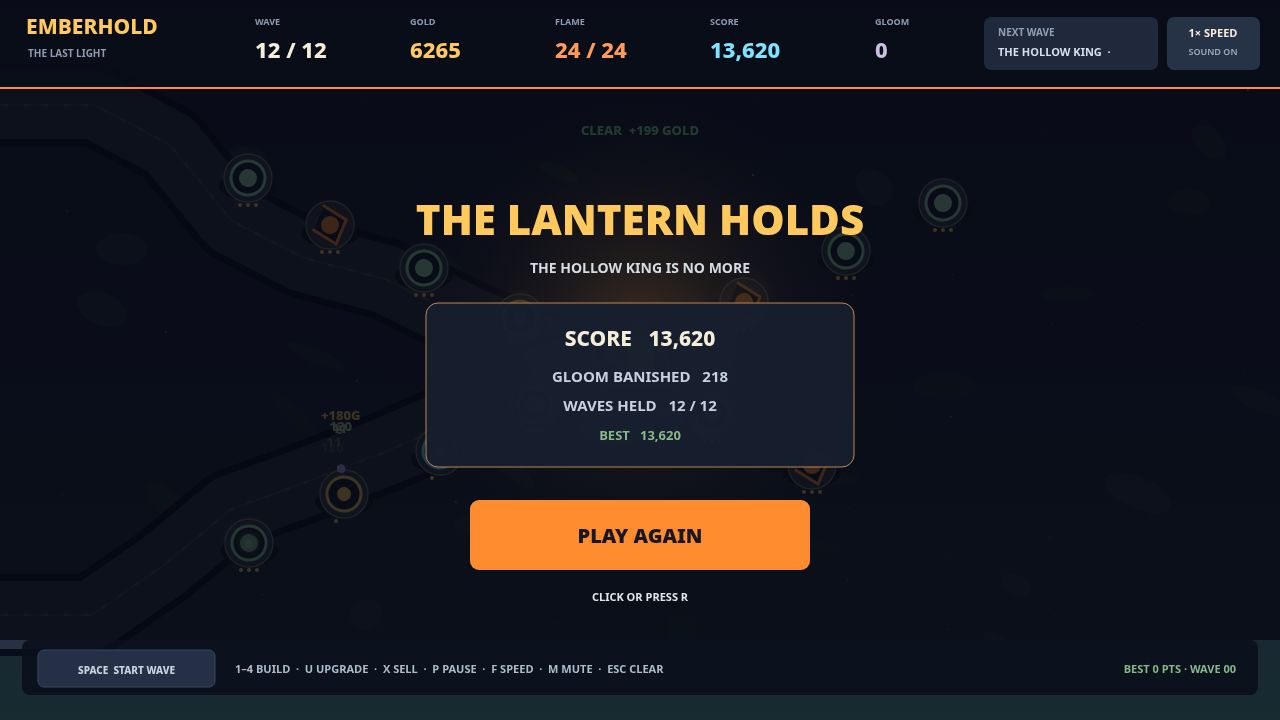 EMBERHOLD
THE LAST LIGHT
WAVE
12 / 12
GOLD
6265
FLAME
24 / 24
SCORE
13,620
GLOOM
0
NEXT WAVE
THE HOLLOW KING ·
1× SPEED
SOUND ON
CLEAR +199 GOLD
THE LANTERN HOLDS
THE HOLLOW KING IS NO MORE
SCORE 13,620
GLOOM BANISHED 218
WAVES HELD 12 / 12
BEST 13,620
+180G
PLAY AGAIN
CLICK OR PRESS R
SPACE START WAVE
1–4 BUILD · U UPGRADE · X SELL · P PAUSE · F SPEED · M MUTE · ESC CLEAR
BEST 0 PTS · WAVE 00